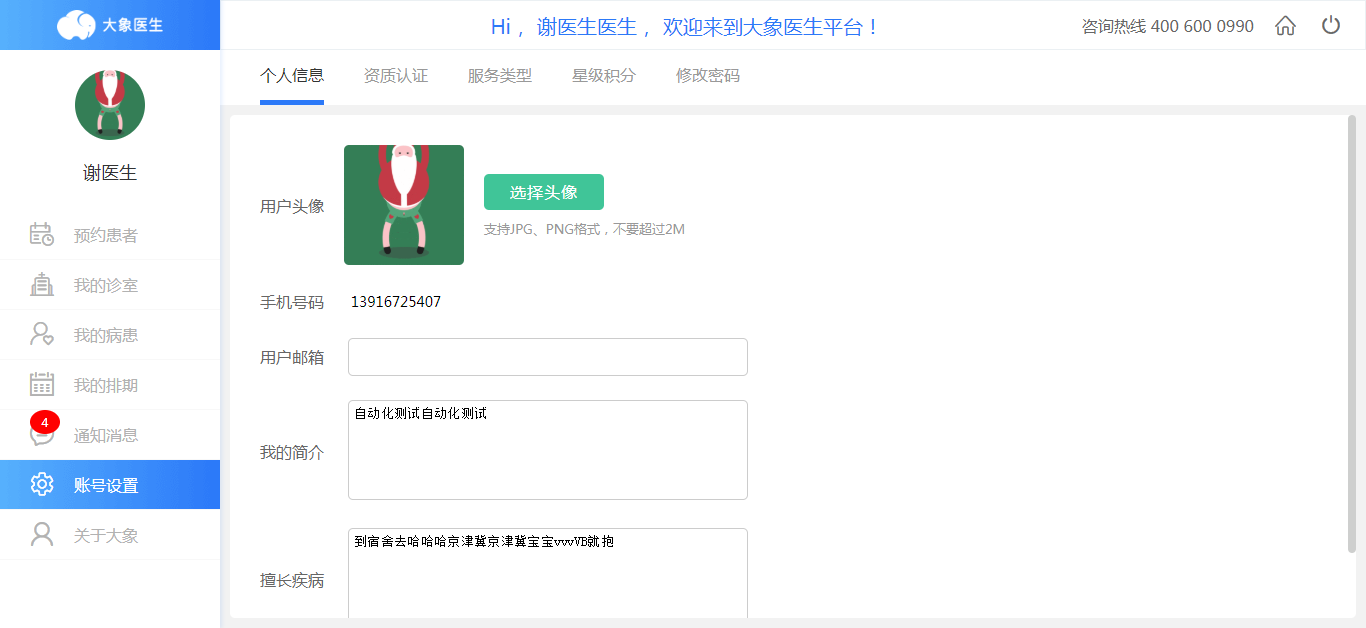 大象医生
Hi ， 谢医生医生 ， 欢迎来到大象医生平台！
咨询热线 400 600 0990
谢医生
预约患者
我的诊室
我的病患
我的排期
4
通知消息
账号设置
关于大象
个人信息 资质认证 服务类型 星级积分 修改密码
用户头像
选择头像
支持JPG、PNG格式，不要超过2M
手机号码 13916725407
用户邮箱
我的简介
自动化测试自动化测试
擅长疾病
到宿舍去哈哈哈京津冀京津冀宝宝vvvVB就抱